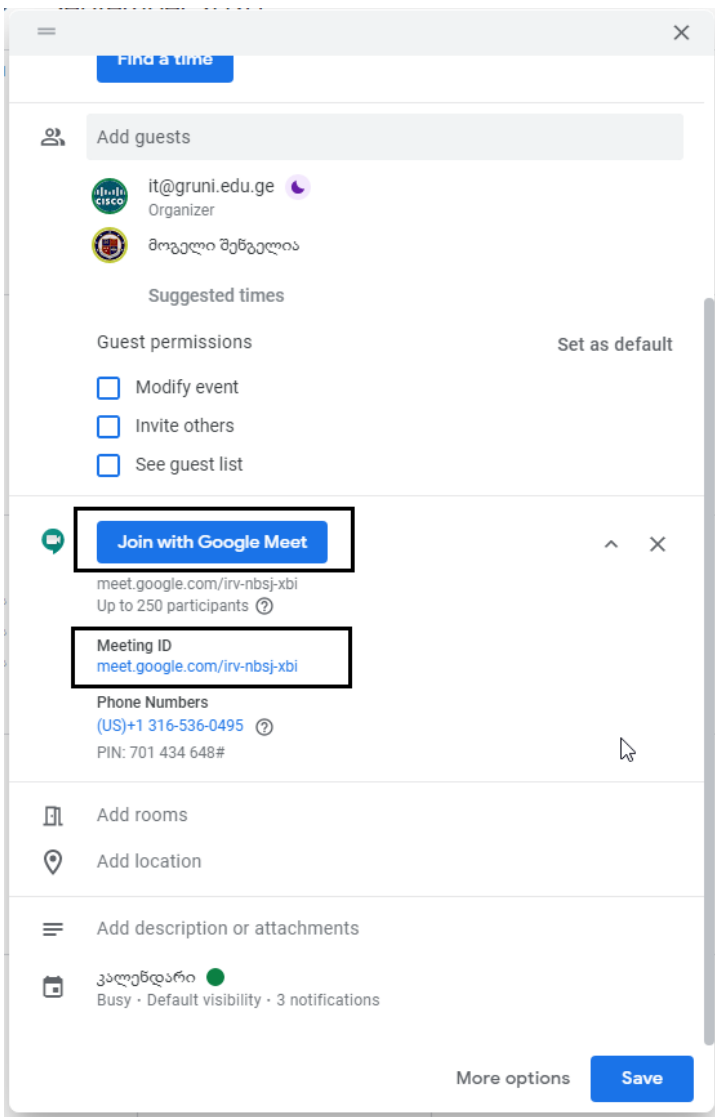 Find a time
Add guests
CISCO
it@gruni.edu.ge
Organizer
მოგელი შენგელია
Suggested times
Guest permissions
Set as default
Modify event
Invite others
See guest list
Join with Google Meet
meet.google.com/irv-nbsj-xbi
Up to 250 participants
Meeting ID
meet.google.com/irv-nbsj-xbi
Phone Numbers
(US)+1 316-536-0495
PIN: 701 434 648#
Add rooms
Add location
Add description or attachments
კალენდარი
Busy · Default visibility · 3 notifications
More options
Save